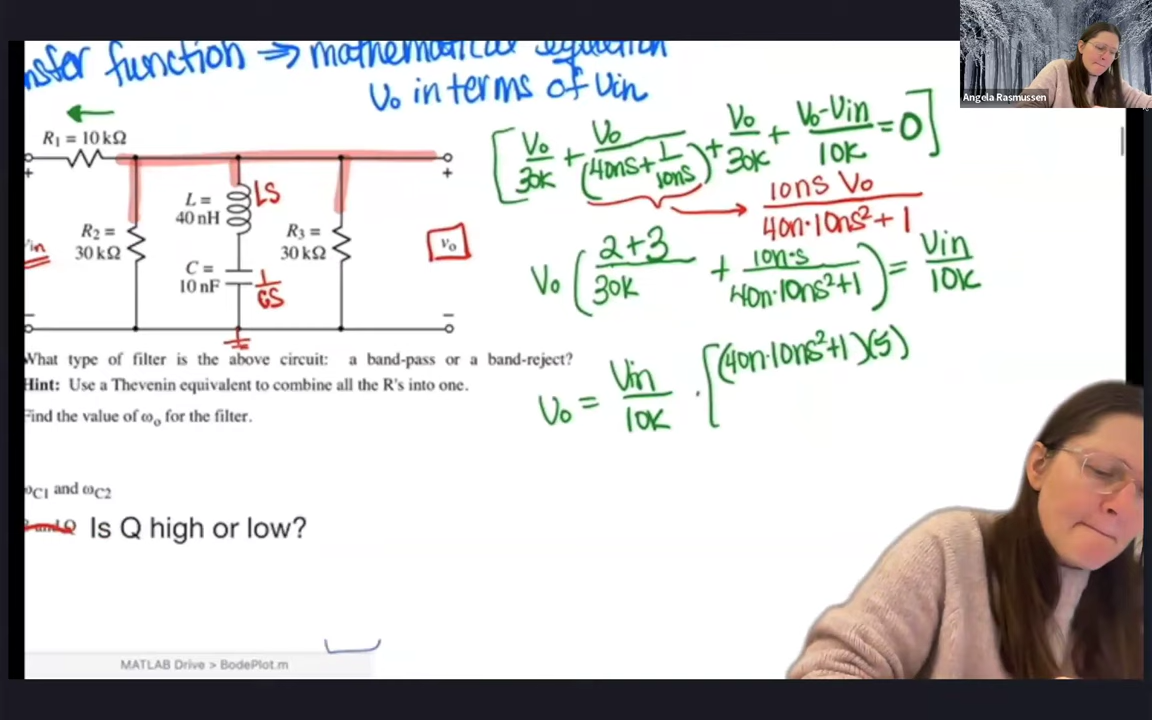 nsfer function ⇒ mathematical equation
Vo in terms of Vin
Angela Rasmussen
R1 = 10 kΩ
+
+
L =
40 nH
LS
R2 =
30 kΩ
R3 =
30 kΩ
C =
10 nF
1/CS
Vin
vo
−
−
[Vo/30K + Vo/(40ns + 1/10ns) + Vo/30K + (Vo-Vin)/10K = 0]
→ 10ns Vo/(40n·10ns²+1)
Vo((2+3)/30K + 10n·s/(40n·10ns²+1)) = Vin/10K
Vo = Vin/10K · [(40n·10ns²+1)(5)
What type of filter is the above circuit: a band-pass or a band-reject?
Hint: Use a Thevenin equivalent to combine all the R's into one.
Find the value of ωo for the filter.
ωC1 and ωC2
and Q Is Q high or low?
MATLAB Drive > BodePlot.m